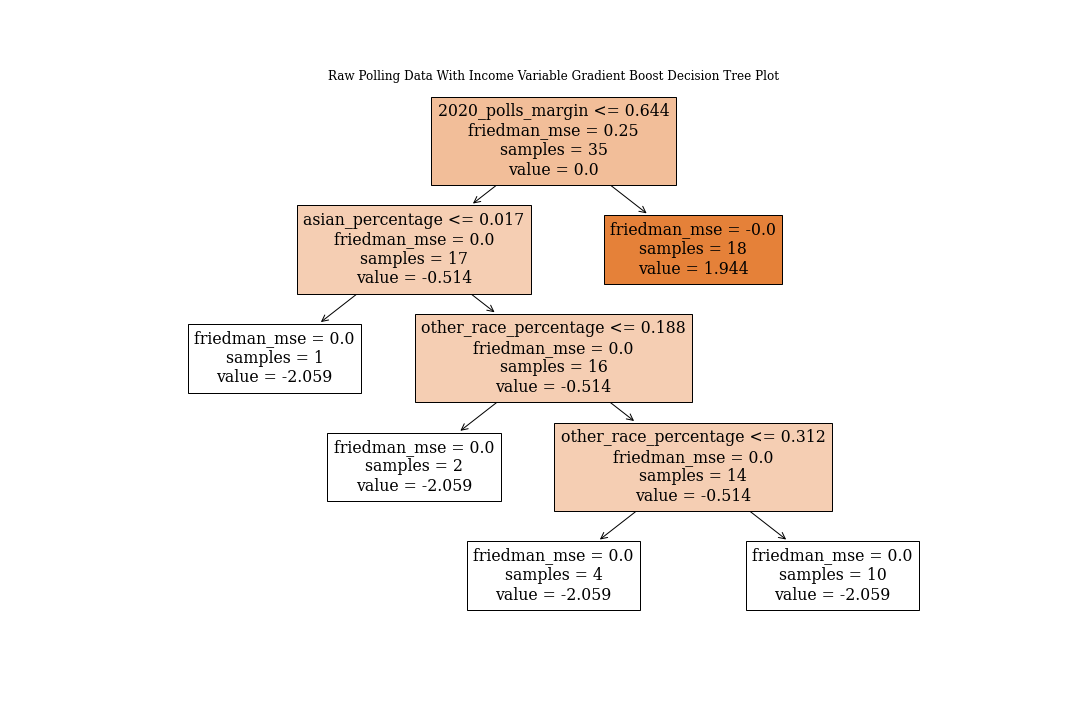 Raw Polling Data With Income Variable Gradient Boost Decision Tree Plot
2020_polls_margin <= 0.644
friedman_mse = 0.25
samples = 35
value = 0.0
asian_percentage <= 0.017
friedman_mse = 0.0
samples = 17
value = -0.514
friedman_mse = -0.0
samples = 18
value = 1.944
friedman_mse = 0.0
samples = 1
value = -2.059
other_race_percentage <= 0.188
friedman_mse = 0.0
samples = 16
value = -0.514
friedman_mse = 0.0
samples = 2
value = -2.059
other_race_percentage <= 0.312
friedman_mse = 0.0
samples = 14
value = -0.514
friedman_mse = 0.0
samples = 4
value = -2.059
friedman_mse = 0.0
samples = 10
value = -2.059